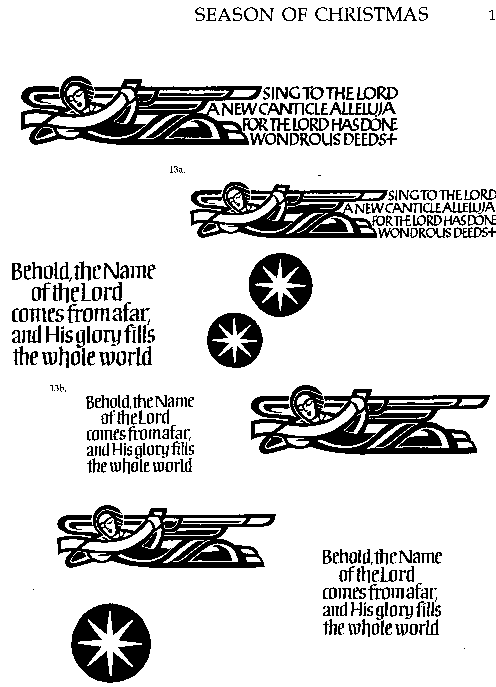 SEASON OF CHRISTMAS 1
SING TO THE LORD
A NEW CANTICLE ALLELUJA
FOR THE LORD HAS DONE
WONDROUS DEEDS+
13a.
SING TO THE LORD
A NEW CANTICLE ALLELUJA
FOR THE LORD HAS DONE
WONDROUS DEEDS+
Behold, the Name
of the Lord
comes from afar,
and His glory fills
the whole world
13b.
Behold, the Name
of the Lord
comes from afar,
and His glory fills
the whole world
Behold, the Name
of the Lord
comes from afar,
and His glory fills
the whole world